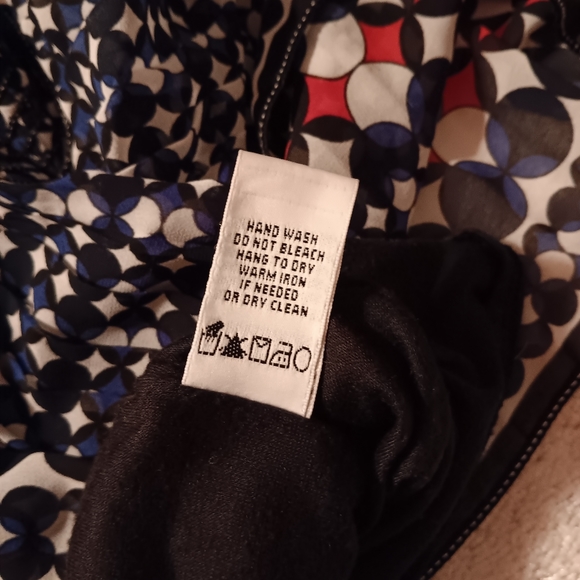 HAND WASH
DO NOT BLEACH
HANG TO DRY
WARM IRON
IF NEEDED
OR DRY CLEAN